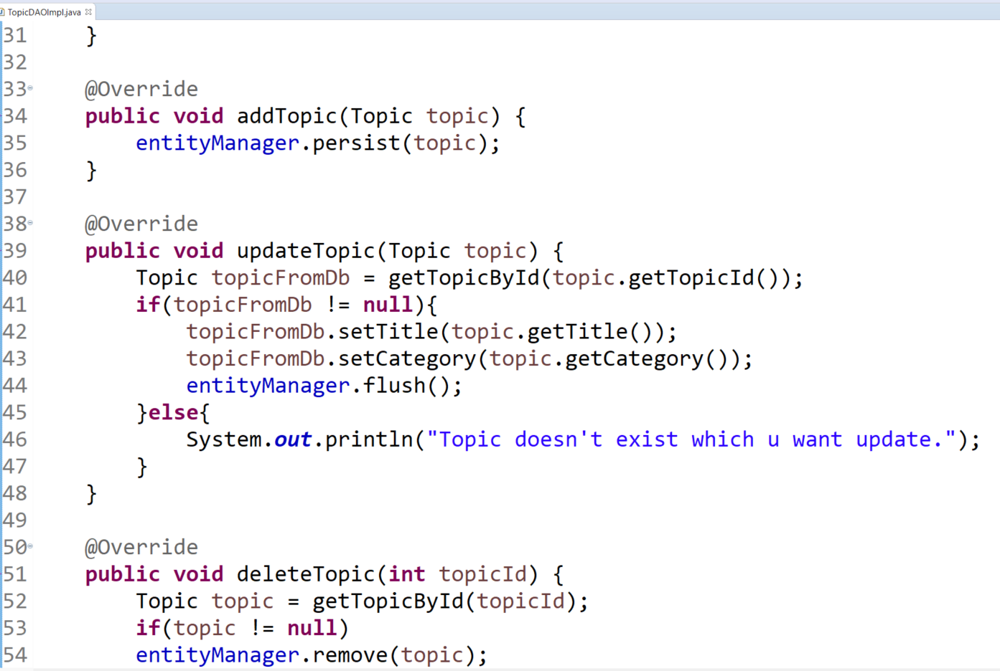 TopicDAOImpl.java
31 }
32
33 @Override
34 public void addTopic(Topic topic) {
35 entityManager.persist(topic);
36 }
37
38 @Override
39 public void updateTopic(Topic topic) {
40 Topic topicFromDb = getTopicById(topic.getTopicId());
41 if(topicFromDb != null){
42 topicFromDb.setTitle(topic.getTitle());
43 topicFromDb.setCategory(topic.getCategory());
44 entityManager.flush();
45 }else{
46 System.out.println("Topic doesn't exist which u want update.");
47 }
48 }
49
50 @Override
51 public void deleteTopic(int topicId) {
52 Topic topic = getTopicById(topicId);
53 if(topic != null)
54 entityManager.remove(topic);